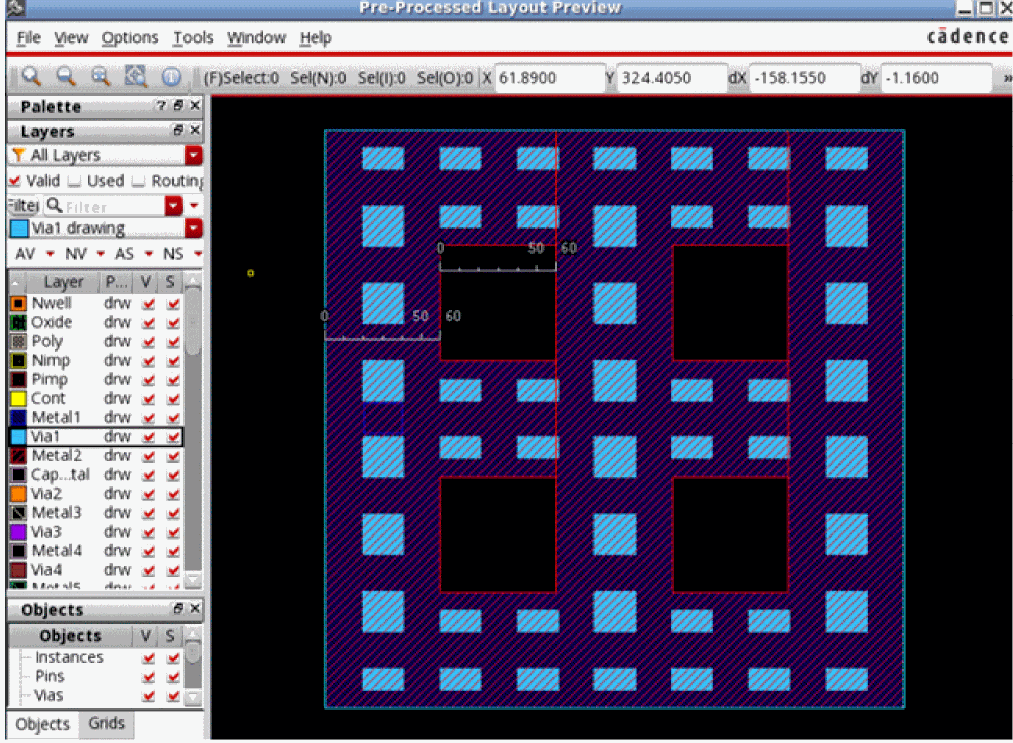 Pre-Processed Layout Preview
File View Options Tools Window Help
cādence
(F)Select:0 Sel(N):0 Sel(I):0 Sel(O):0 X 61.8900 Y 324.4050 dX -158.1550 dY -1.1600 »
Palette ?
Layers
All Layers
Valid Used Routing
Filter
Via1 drawing
AV NV AS NS
Layer P... V S
Nwell drw
Oxide drw
Poly drw
Nimp drw
Pimp drw
Cont drw
Metal1 drw
Via1 drw
Metal2 drw
Cap...tal drw
Via2 drw
Metal3 drw
Via3 drw
Metal4 drw
Via4 drw
Metal5 drw
Objects
Objects V S
Instances
Pins
Vias
Objects Grids
0 50 60
0 50 60